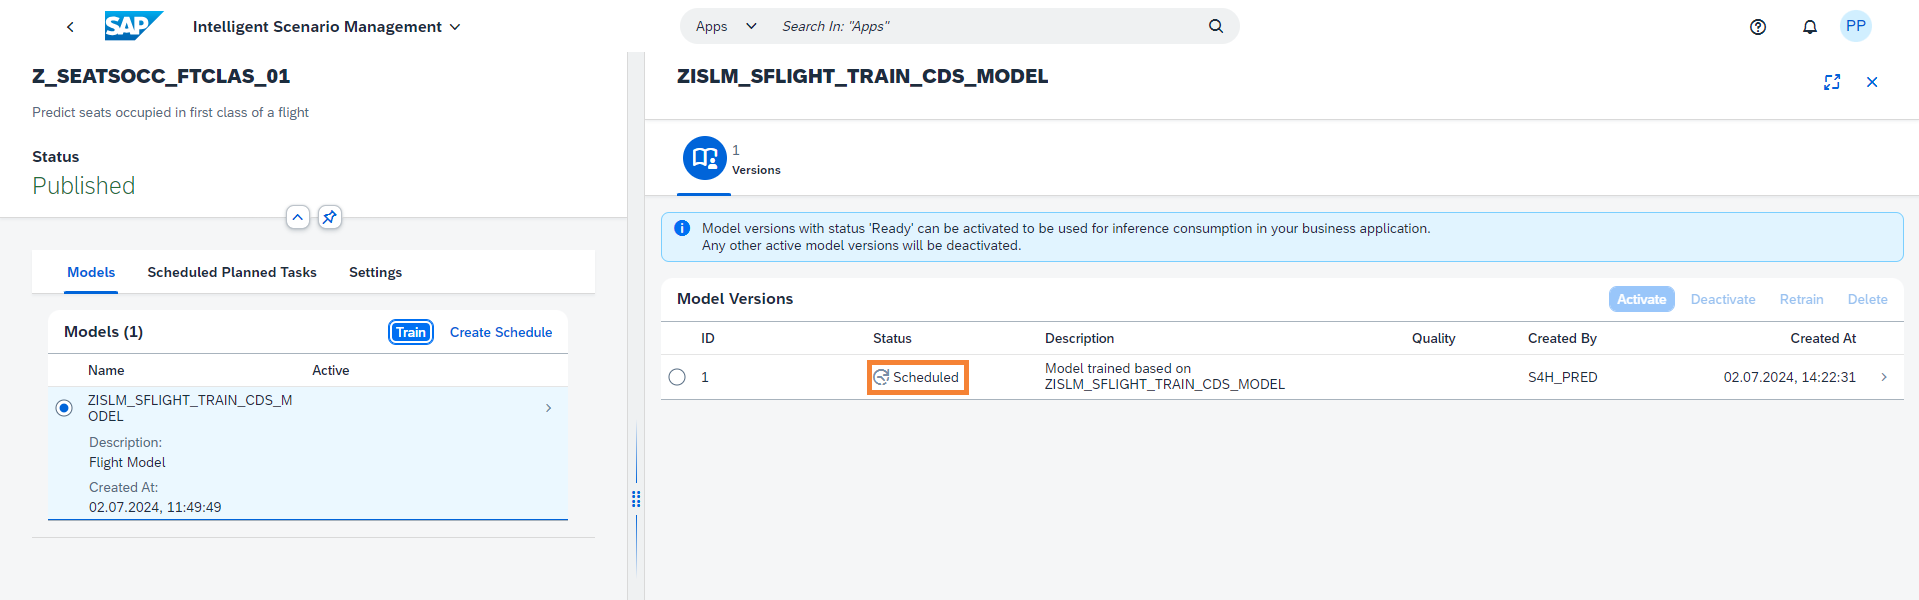 SAP
Intelligent Scenario Management
Apps
Search In: "Apps"
PP
Z_SEATSOCC_FTCLAS_01
Predict seats occupied in first class of a flight
Status
Published
Models
Scheduled Planned Tasks
Settings
Models (1)
Train
Create Schedule
Name
Active
ZISLM_SFLIGHT_TRAIN_CDS_M
ODEL
Description:
Flight Model
Created At:
02.07.2024, 11:49:49
ZISLM_SFLIGHT_TRAIN_CDS_MODEL
1
Versions
Model versions with status 'Ready' can be activated to be used for inference consumption in your business application.
Any other active model versions will be deactivated.
Model Versions
Activate
Deactivate
Retrain
Delete
ID
Status
Description
Quality
Created By
Created At
1
Scheduled
Model trained based on
ZISLM_SFLIGHT_TRAIN_CDS_MODEL
S4H_PRED
02.07.2024, 14:22:31